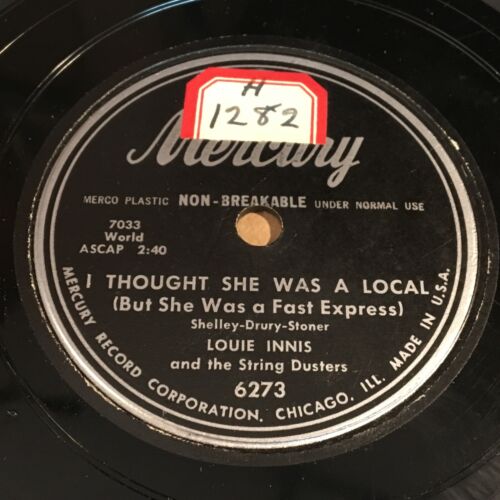 H
1282
Mercury
MERCO PLASTIC NON-BREAKABLE UNDER NORMAL USE
7033
World
ASCAP 2:40
I THOUGHT SHE WAS A LOCAL
(But She Was a Fast Express)
Shelley-Drury-Stoner
LOUIE INNIS
and the String Dusters
6273
MERCURY RECORD CORPORATION, CHICAGO, ILL. MADE IN U.S.A.